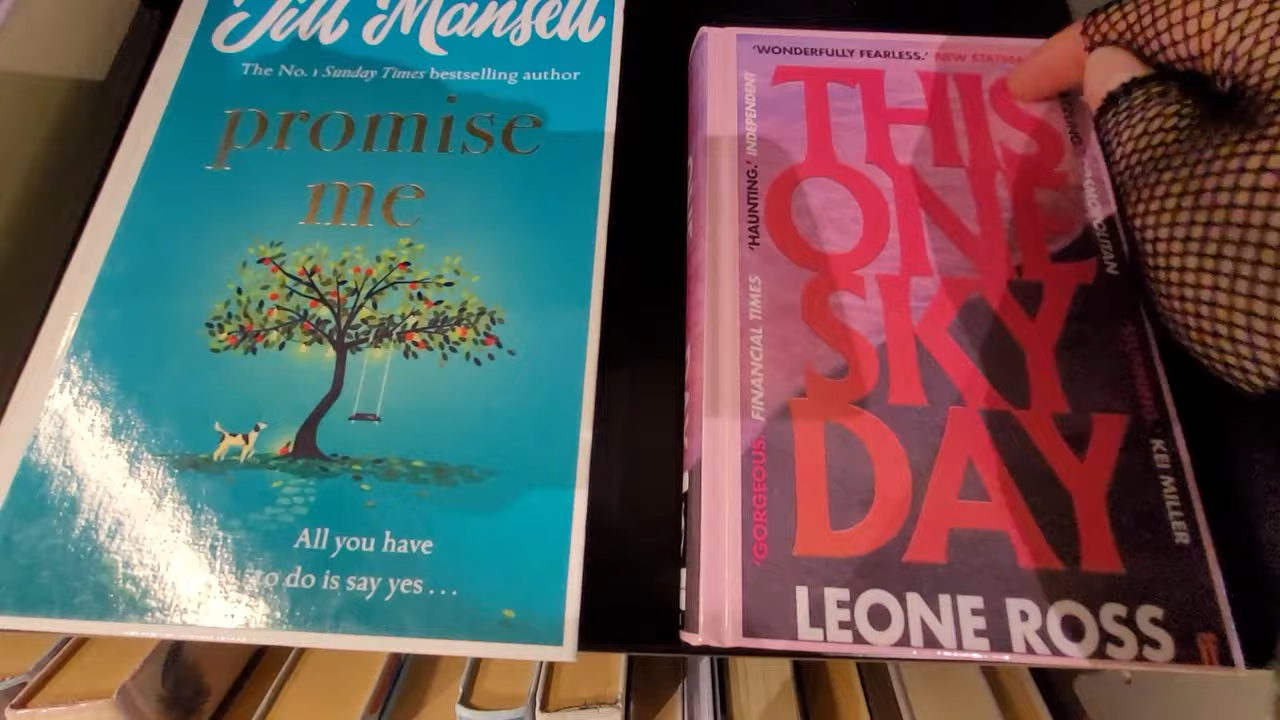 Jill Mansell
The No. 1 Sunday Times bestselling author
promise
me
All you have
to do is say yes...
'WONDERFULLY FEARLESS.' NEW
THIS
ONE
SKY
DAY
LEONE ROSS
'GORGEOUS. FINANCIAL TIMES
'HAUNTING.' INDEPENDENT
KEI MILLER